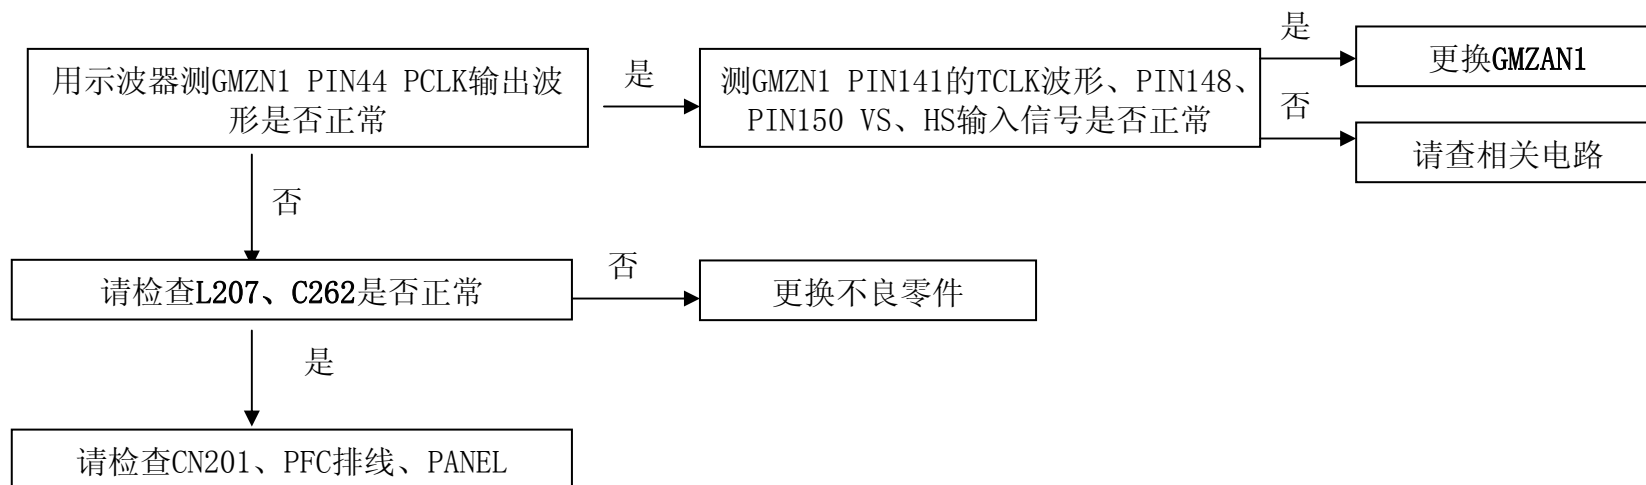 是
用示波器测GMZN1 PIN44 PCLK输出波
形是否正常
是
测GMZN1 PIN141的TCLK波形、PIN148、
PIN150 VS、HS输入信号是否正常
更换GMZAN1
否
请查相关电路
否
请检查L207、C262是否正常
否
更换不良零件
是
请检查CN201、PFC排线、PANEL